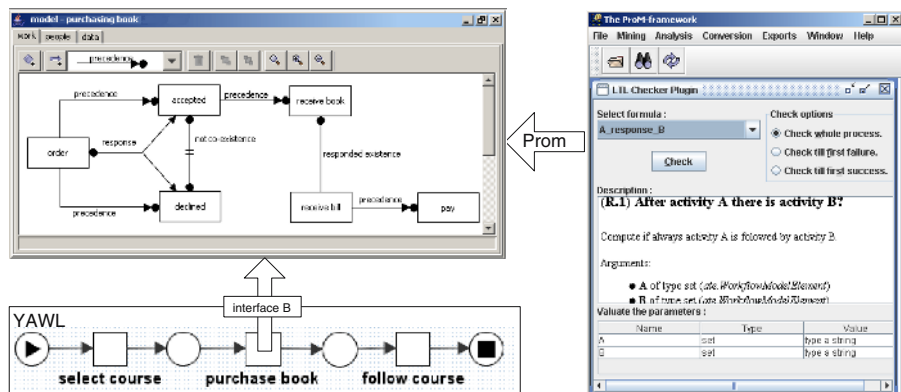 model - purchasing book
work people data
precedence
precedence
accepted
precedence
receive book
order
response
not co-existence
responded existence
precedence
declined
receive bill
precedence
pay
interface B
YAWL
select course
purchase book
follow course
Prom
The ProM-framework
File Mining Analysis Conversion Exports Window Help
LTL Checker Plugin
Select formula :
A_response_B
Check
Check options
Check whole process.
Check till first failure.
Check till first success.
Description :
(R.1) After activity A there is activity B?
Compute if always activity A is folowed by activity B.
Arguments:
A of type set (ate.WorkflowModelElement)
B of type set (ate.WorkflowModelElement)
Valuate the parameters :
Name Type Value
A set type a string
B set type a string